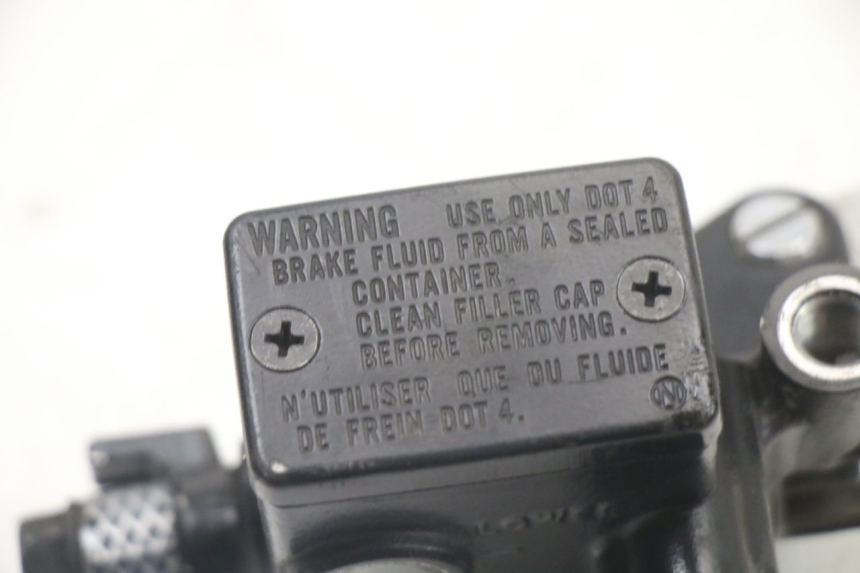 WARNING USE ONLY DOT 4
BRAKE FLUID FROM A SEALED
CONTAINER.
CLEAN FILLER CAP
BEFORE REMOVING.
N'UTILISER QUE DU FLUIDE
DE FREIN DOT 4.
N
LOWER